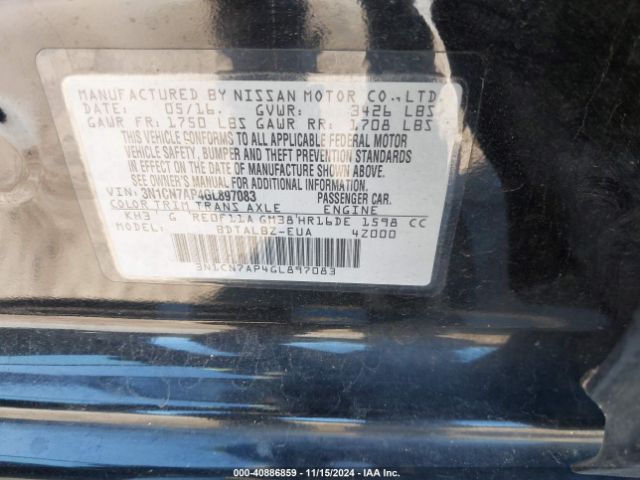 MANUFACTURED BY NISSAN MOTOR CO., LTD
DATE: 05/16. GVWR: 3426 LBS
GAWR FR: 1750 LBS GAWR RR: 1708 LBS
THIS VEHICLE CONFORMS TO ALL APPLICABLE FEDERAL MOTOR
VEHICLE SAFETY, BUMPER AND THEFT PREVENTION STANDARDS
IN EFFECT ON THE DATE OF MANUFACTURE SHOWN ABOVE.
SEE OWNER'S MANUAL FOR ADDITIONAL INFORMATION.
VIN: 3N1CN7AP4GL897083 PASSENGER CAR.
COLOR TRIM TRANS AXLE ENGINE
KH3 G RE0F11A GM38 HR16DE 1598 CC
MODEL: BDTALBZ-EUA 4Z000
3N1CN7AP4GL897083
000-40886859 — 11/15/2024 — IAA Inc.